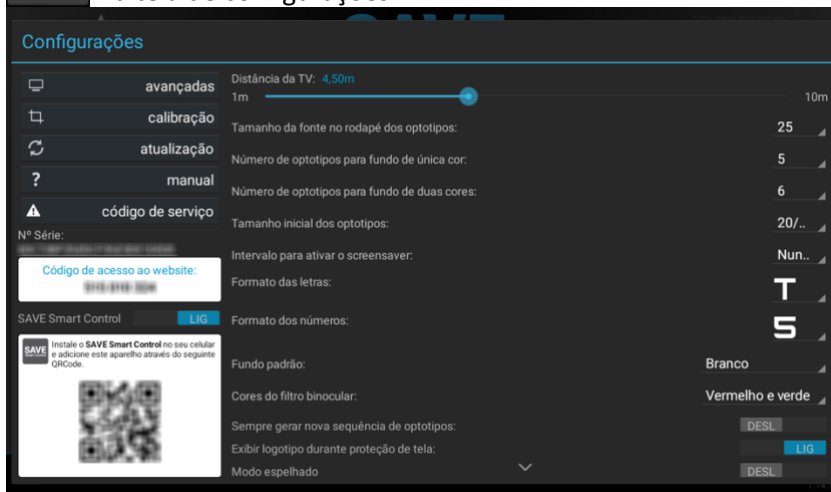 Configurações
avançadas
calibração
atualização
? manual
código de serviço
Nº Série:
Código de acesso ao website:
SAVE Smart Control LIG
SAVE
Instale o SAVE Smart Control no seu celular
e adicione este aparelho através do seguinte
QRCode.
Distância da TV: 4,50m
1m 10m
Tamanho da fonte no rodapé dos optotipos: 25
Número de optotipos para fundo de única cor: 5
Número de optotipos para fundo de duas cores: 6
Tamanho inicial dos optotipos: 20/..
Intervalo para ativar o screensaver: Nun..
Formato das letras: T
Formato dos números: 5
Fundo padrão: Branco
Cores do filtro binocular: Vermelho e verde
Sempre gerar nova sequência de optotipos: DESL
Exibir logotipo durante proteção de tela: LIG
Modo espelhado DESL